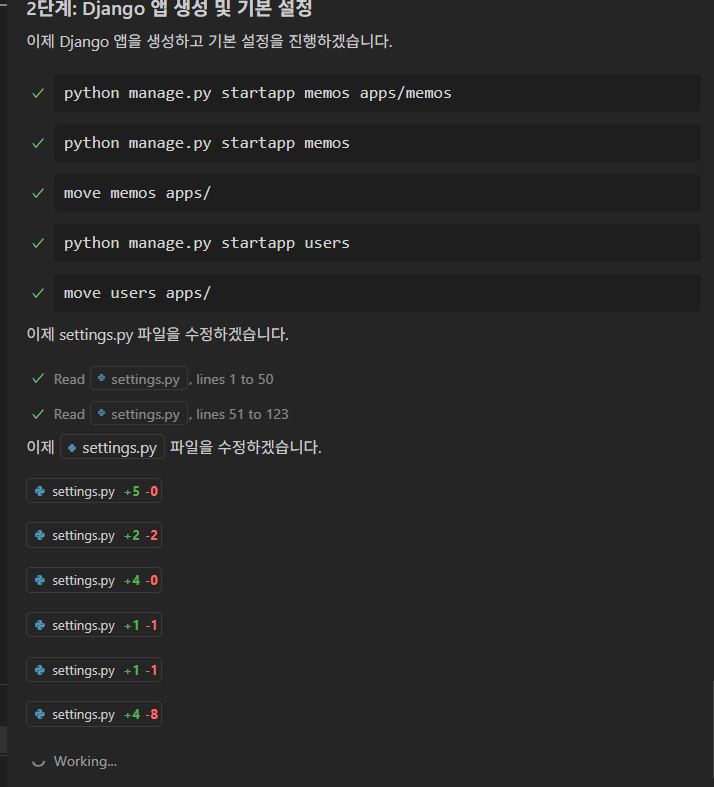 2단계: Django 앱 생성 및 기본 설정
이제 Django 앱을 생성하고 기본 설정을 진행하겠습니다.
python manage.py startapp memos apps/memos
python manage.py startapp memos
move memos apps/
python manage.py startapp users
move users apps/
이제 settings.py 파일을 수정하겠습니다.
Read settings.py, lines 1 to 50
Read settings.py, lines 51 to 123
이제 settings.py 파일을 수정하겠습니다.
settings.py +5 -0
settings.py +2 -2
settings.py +4 -0
settings.py +1 -1
settings.py +1 -1
settings.py +4 -8
Working...